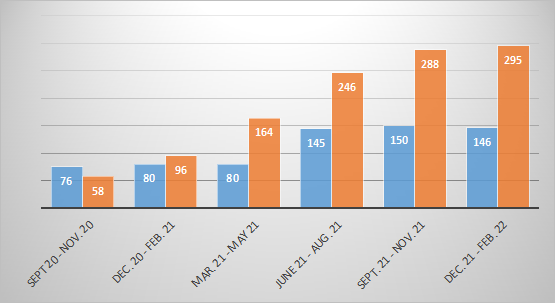 76
58
80
96
80
164
145
246
150
288
146
295
SEPT 20 - NOV. 20
DEC. 20 - FEB. 21
MAR. 21 - MAY 21
JUNE 21 - AUG. 21
SEPT. 21 - NOV. 21
DEC. 21 - FEB. 22